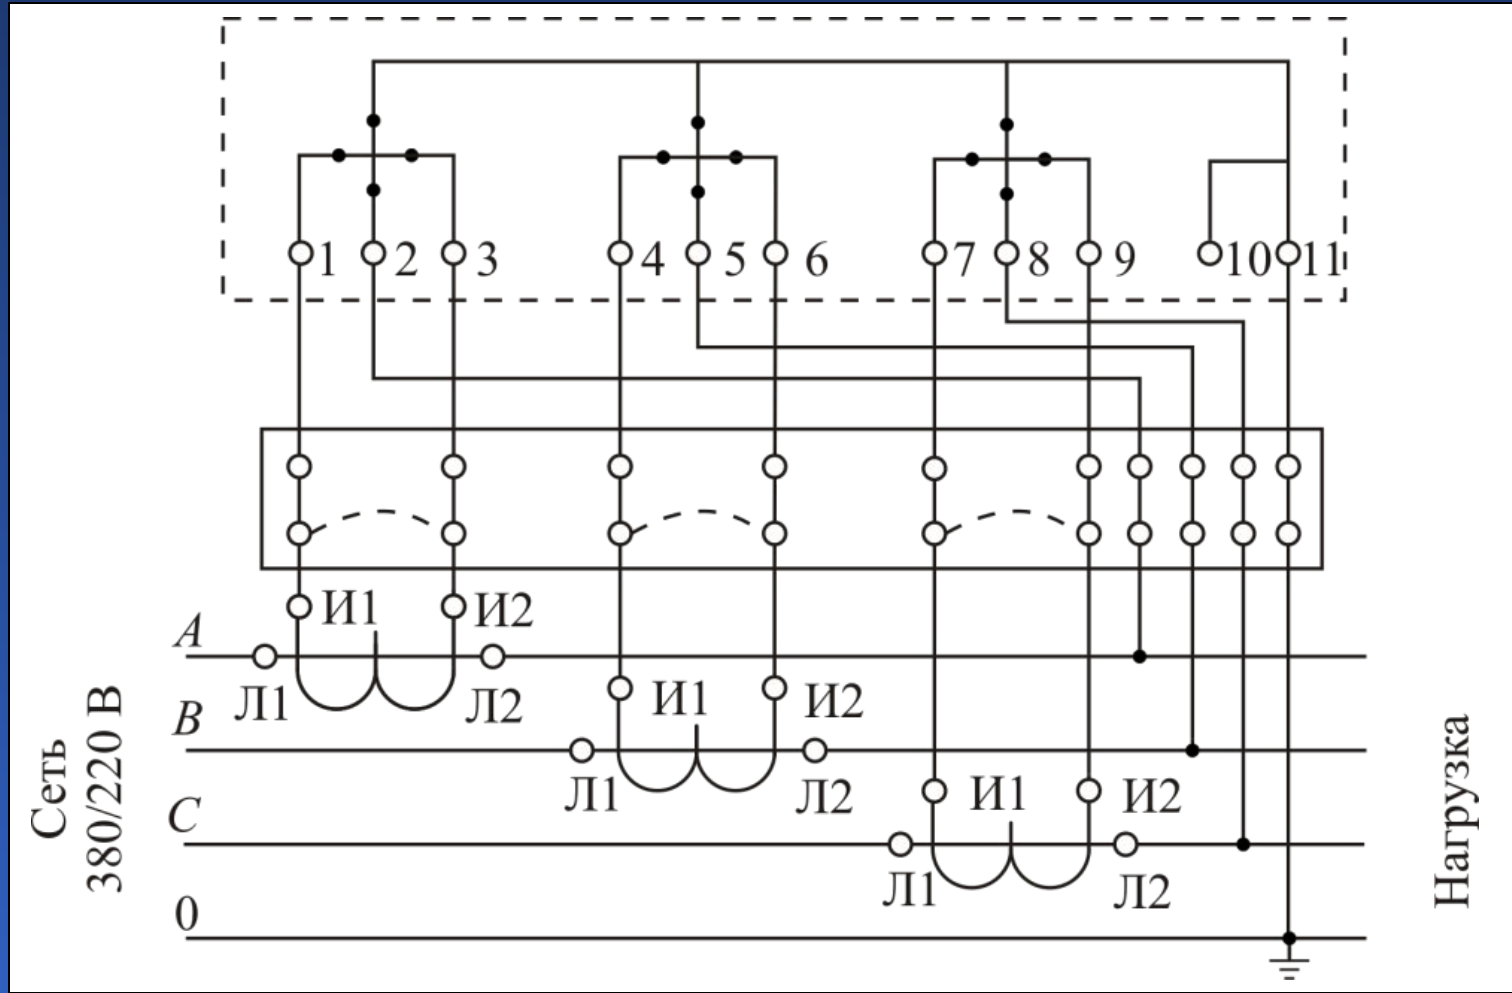 1 2 3 4 5 6 7 8 9 10 11
А И1 И2
Л1 Л2
В И1 И2
Л1 Л2
С И1 И2
Л1 Л2
0
Сеть
380/220 В
Нагрузка